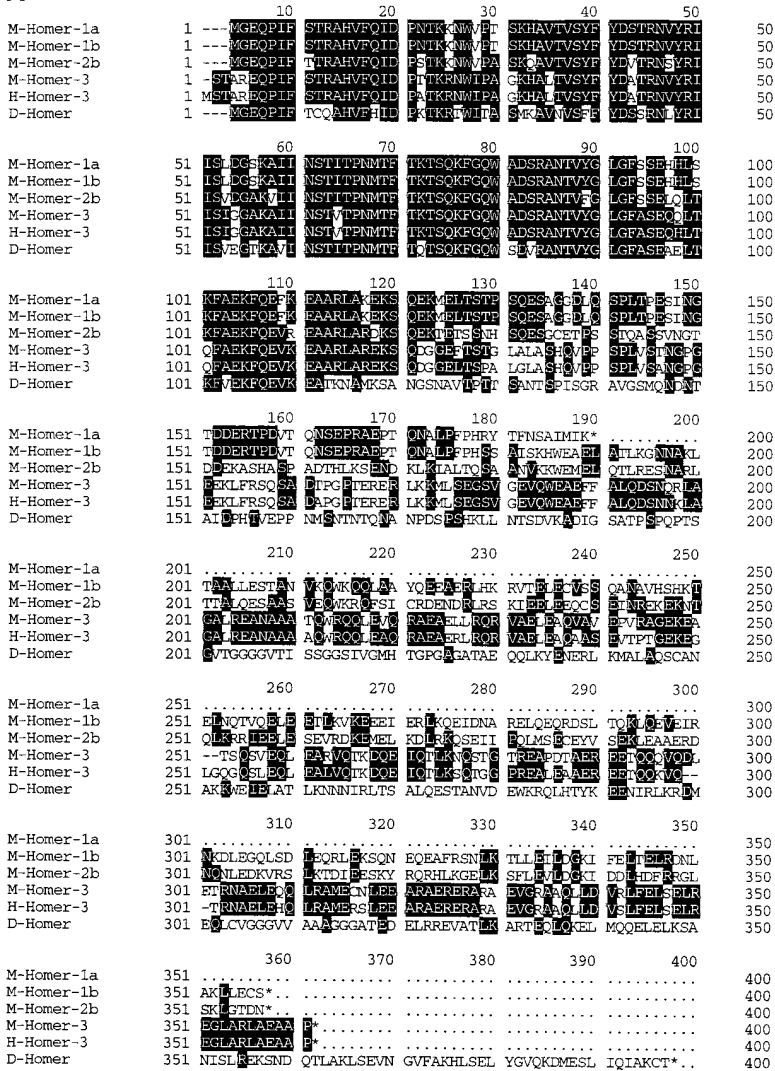 10 20 30 40 50
M-Homer-1a 1 ---MGEQPIF STRAHVFQID PNTKKNWVPT SKHAVTVSYF YDSTRNVYRI 50
M-Homer-1b 1 ---MGEQPIF STRAHVFQID PNTKKNWVPT SKHAVTVSYF YDSTRNVYRI 50
M-Homer-2b 1 ---MGEQPIF TTRAHVFQID PSTKKNWVPA SKQAVTVSYF YDVTRNSYRI 50
M-Homer-3 1 -STAREQPIF STRAHVFQID PTTKRNWIPA GKHALTVSYF YDATRNVYRI 50
H-Homer-3 1 MSTAREQPIF STRAHVFQID PATKRNWIPA GKHALTVSYF YDATRNVYRI 50
D-Homer 1 ---MGEQPIF TCQAHVFHID PKTKRTWIPA SMKAVNVSFF YDSSRNLYRI 50
60 70 80 90 100
M-Homer-1a 51 ISLDGSKAII NSTITPNMTF TKTSQKFGQW ADSRANTVYG LGFSSEHHLS 100
M-Homer-1b 51 ISLDGSKAII NSTITPNMTF TKTSQKFGQW ADSRANTVYG LGFSSEHHLS 100
M-Homer-2b 51 ISVDGAKVII NSTITPNMTF TKTSQKFGQW ADSRANTVFG LGFSSELQLT 100
M-Homer-3 51 ISIGGAKAII NSTVTPNMTF TKTSQKFGQW ADSRANTVYG LGFASEQQLT 100
H-Homer-3 51 ISIGGAKAII NSTVTPNMTF TKTSQKFGQW ADSRANTVYG LGFASEQHLT 100
D-Homer 51 ISVEGTKAVI NSTITPNMTF TQTSQKFGQW SDVRANTVYG LGFASEAELT 100
110 120 130 140 150
M-Homer-1a 101 KFAEKFQEFK EAARLAKEKS QEKMELTSTP SQESAGGDLQ SPLTPESING 150
M-Homer-1b 101 KFAEKFQEFK EAARLAKEKS QEKMELTSTP SQESAGGDLQ SPLTPESING 150
M-Homer-2b 101 KFAEKFQEVR EAARLARDKS QEKTETSSNH SQESGCETPS STQASSVNGT 150
M-Homer-3 101 QFAEKFQEVK EAARLAREKS QDGGEFTSTG LALASHQVPP SPLVSTNGPG 150
H-Homer-3 101 KFAEKFQEVK EAARLAREKS QDGGELTSPA LGLASHQVPP SPLVSANGPG 150
D-Homer 101 KFVEKFQEVK EATKNAMKSA NGSNAVTPTT SANTSPISGR AVGSMQNDNT 150
160 170 180 190 200
M-Homer-1a 151 TDDERTPDVT QNSEPRAEPT QNALPFPHRY TFNSAIMIK* .......... 200
M-Homer-1b 151 TDDERTPDVT QNSEPRAEPT QNALPFPHSS AISKHWEAEL ATLKGNNAKL 200
M-Homer-2b 151 DDEKASHASP ADTHLKSEND KLKIALTQSA ANVKKWEMEL QTLRESNARL 200
M-Homer-3 151 EEKLFRSQSA DTPGPTERER LKKMLSEGSV GEVQWEAEFF ALQDSNQRLA 200
H-Homer-3 151 EEKLFRSQSA DAPGPTERER LKKMLSEGSV GEVQWEAEFF ALQDSNNKLA 200
D-Homer 151 AIDPHTVEPP NMSNTNTQNA NPDSPSHKLL NTSDVKADIG SATPSPQPTS 200
210 220 230 240 250
M-Homer-1a 201 .......... .......... .......... .......... .......... 250
M-Homer-1b 201 TAALLESTAN VKQWKQQLAA YQEEAERLHK RVTELECVSS QANAVHSHKT 250
M-Homer-2b 201 TTALQESAAS VEQWKRQFSI CRDENDRLRS KIEELEEQCS EINREKEKNT 250
M-Homer-3 201 GALREANAAA TQWRQQLEVQ RAEAELLRQR VAELEAQVAV EPVRAGEKEA 250
H-Homer-3 201 GALREANAAA AQWRQQLEAQ RAEAERLRQR VAELEAQAAS EVTPTGEKEG 250
D-Homer 201 GVTGGGGVTI SSGGSIVGMH TGPGAGATAE QQLKYENERL KMALAQSCAN 250
260 270 280 290 300
M-Homer-1a 251 .......... .......... .......... .......... .......... 300
M-Homer-1b 251 ELNQTVQELE ETLKVKEEEI ERLKQEIDNA RELQEQRDSL TQKLQEVEIR 300
M-Homer-2b 251 QLKRRIEELE SEVRDKEMEL KDLRKQSEII PQLMSECEYV SEKLEAAERD 300
M-Homer-3 251 --TSQSVEQL EARVQTKDQE IQTLKNQSTG TREAPDTAER EETQQQVQDL 300
H-Homer-3 251 LGQGQSLEQL EALVQTKDQE IQTLKSQTGG PREALEAAER EETQQKVQ-- 300
D-Homer 251 AKKWEIELAT LKNNNIRLTS ALQESTANVD EWKRQLHTYK EENIRLKRDM 300
310 320 330 340 350
M-Homer-1a 301 .......... .......... .......... .......... .......... 350
M-Homer-1b 301 NKDLEGQLSD LEQRLEKSQN EQEAFRSNLK TLLEILDGKI FELTELRDNL 350
M-Homer-2b 301 NQNLEDKVRS LKTDIEESKY RQRHLKGELK SFLEVLDGKI DDLHDFRRGL 350
M-Homer-3 301 ETRNAELEQQ LRAMECNLEE ARAERERARA EVGRAAQLLD VRLFELSELR 350
H-Homer-3 301 -TRNAELEHQ LRAMERSLEE ARAERERARA EVGRAAQLLD VSLFELSELR 350
D-Homer 301 EQLCVGGGVV AAAGGGATED ELRREVATLK ARTEQLQKEL MQQELELKSA 350
360 370 380 390 400
M-Homer-1a 351 .......... .......... .......... .......... .......... 400
M-Homer-1b 351 AKLLECS*.. .......... .......... .......... .......... 400
M-Homer-2b 351 SKLGTDN*.. .......... .......... .......... .......... 400
M-Homer-3 351 EGLARLAEAA P*........ .......... .......... .......... 400
H-Homer-3 351 EGLARLAEAA P*........ .......... .......... .......... 400
D-Homer 351 NISLREKSND QTLAKLSEVN GVFAKHLSEL YGVQKDMESL IQIAKCT*.. 400